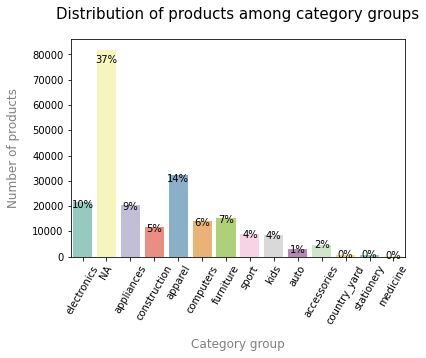 Distribution of products among category groups
Number of products
80000
70000
60000
50000
40000
30000
20000
10000
0
10%
37%
9%
5%
14%
6%
7%
4%
4%
1%
2%
0%
0%
0%
electronics
NA
appliances
construction
apparel
computers
furniture
sport
kids
auto
accessories
country_yard
stationery
medicine
Category group